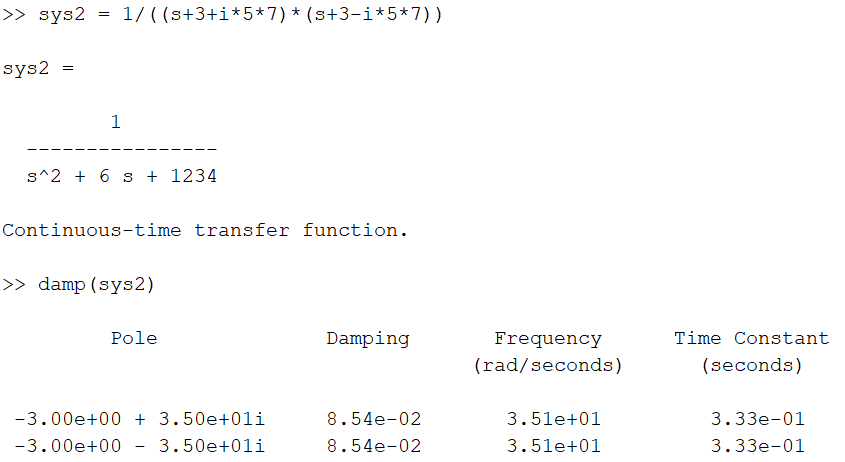 >> sys2 = 1/((s+3+i*5*7)*(s+3-i*5*7))
sys2 =
1
----------------
s^2 + 6 s + 1234
Continuous-time transfer function.
>> damp(sys2)
Pole Damping Frequency Time Constant
(rad/seconds) (seconds)
-3.00e+00 + 3.50e+01i 8.54e-02 3.51e+01 3.33e-01
-3.00e+00 - 3.50e+01i 8.54e-02 3.51e+01 3.33e-01